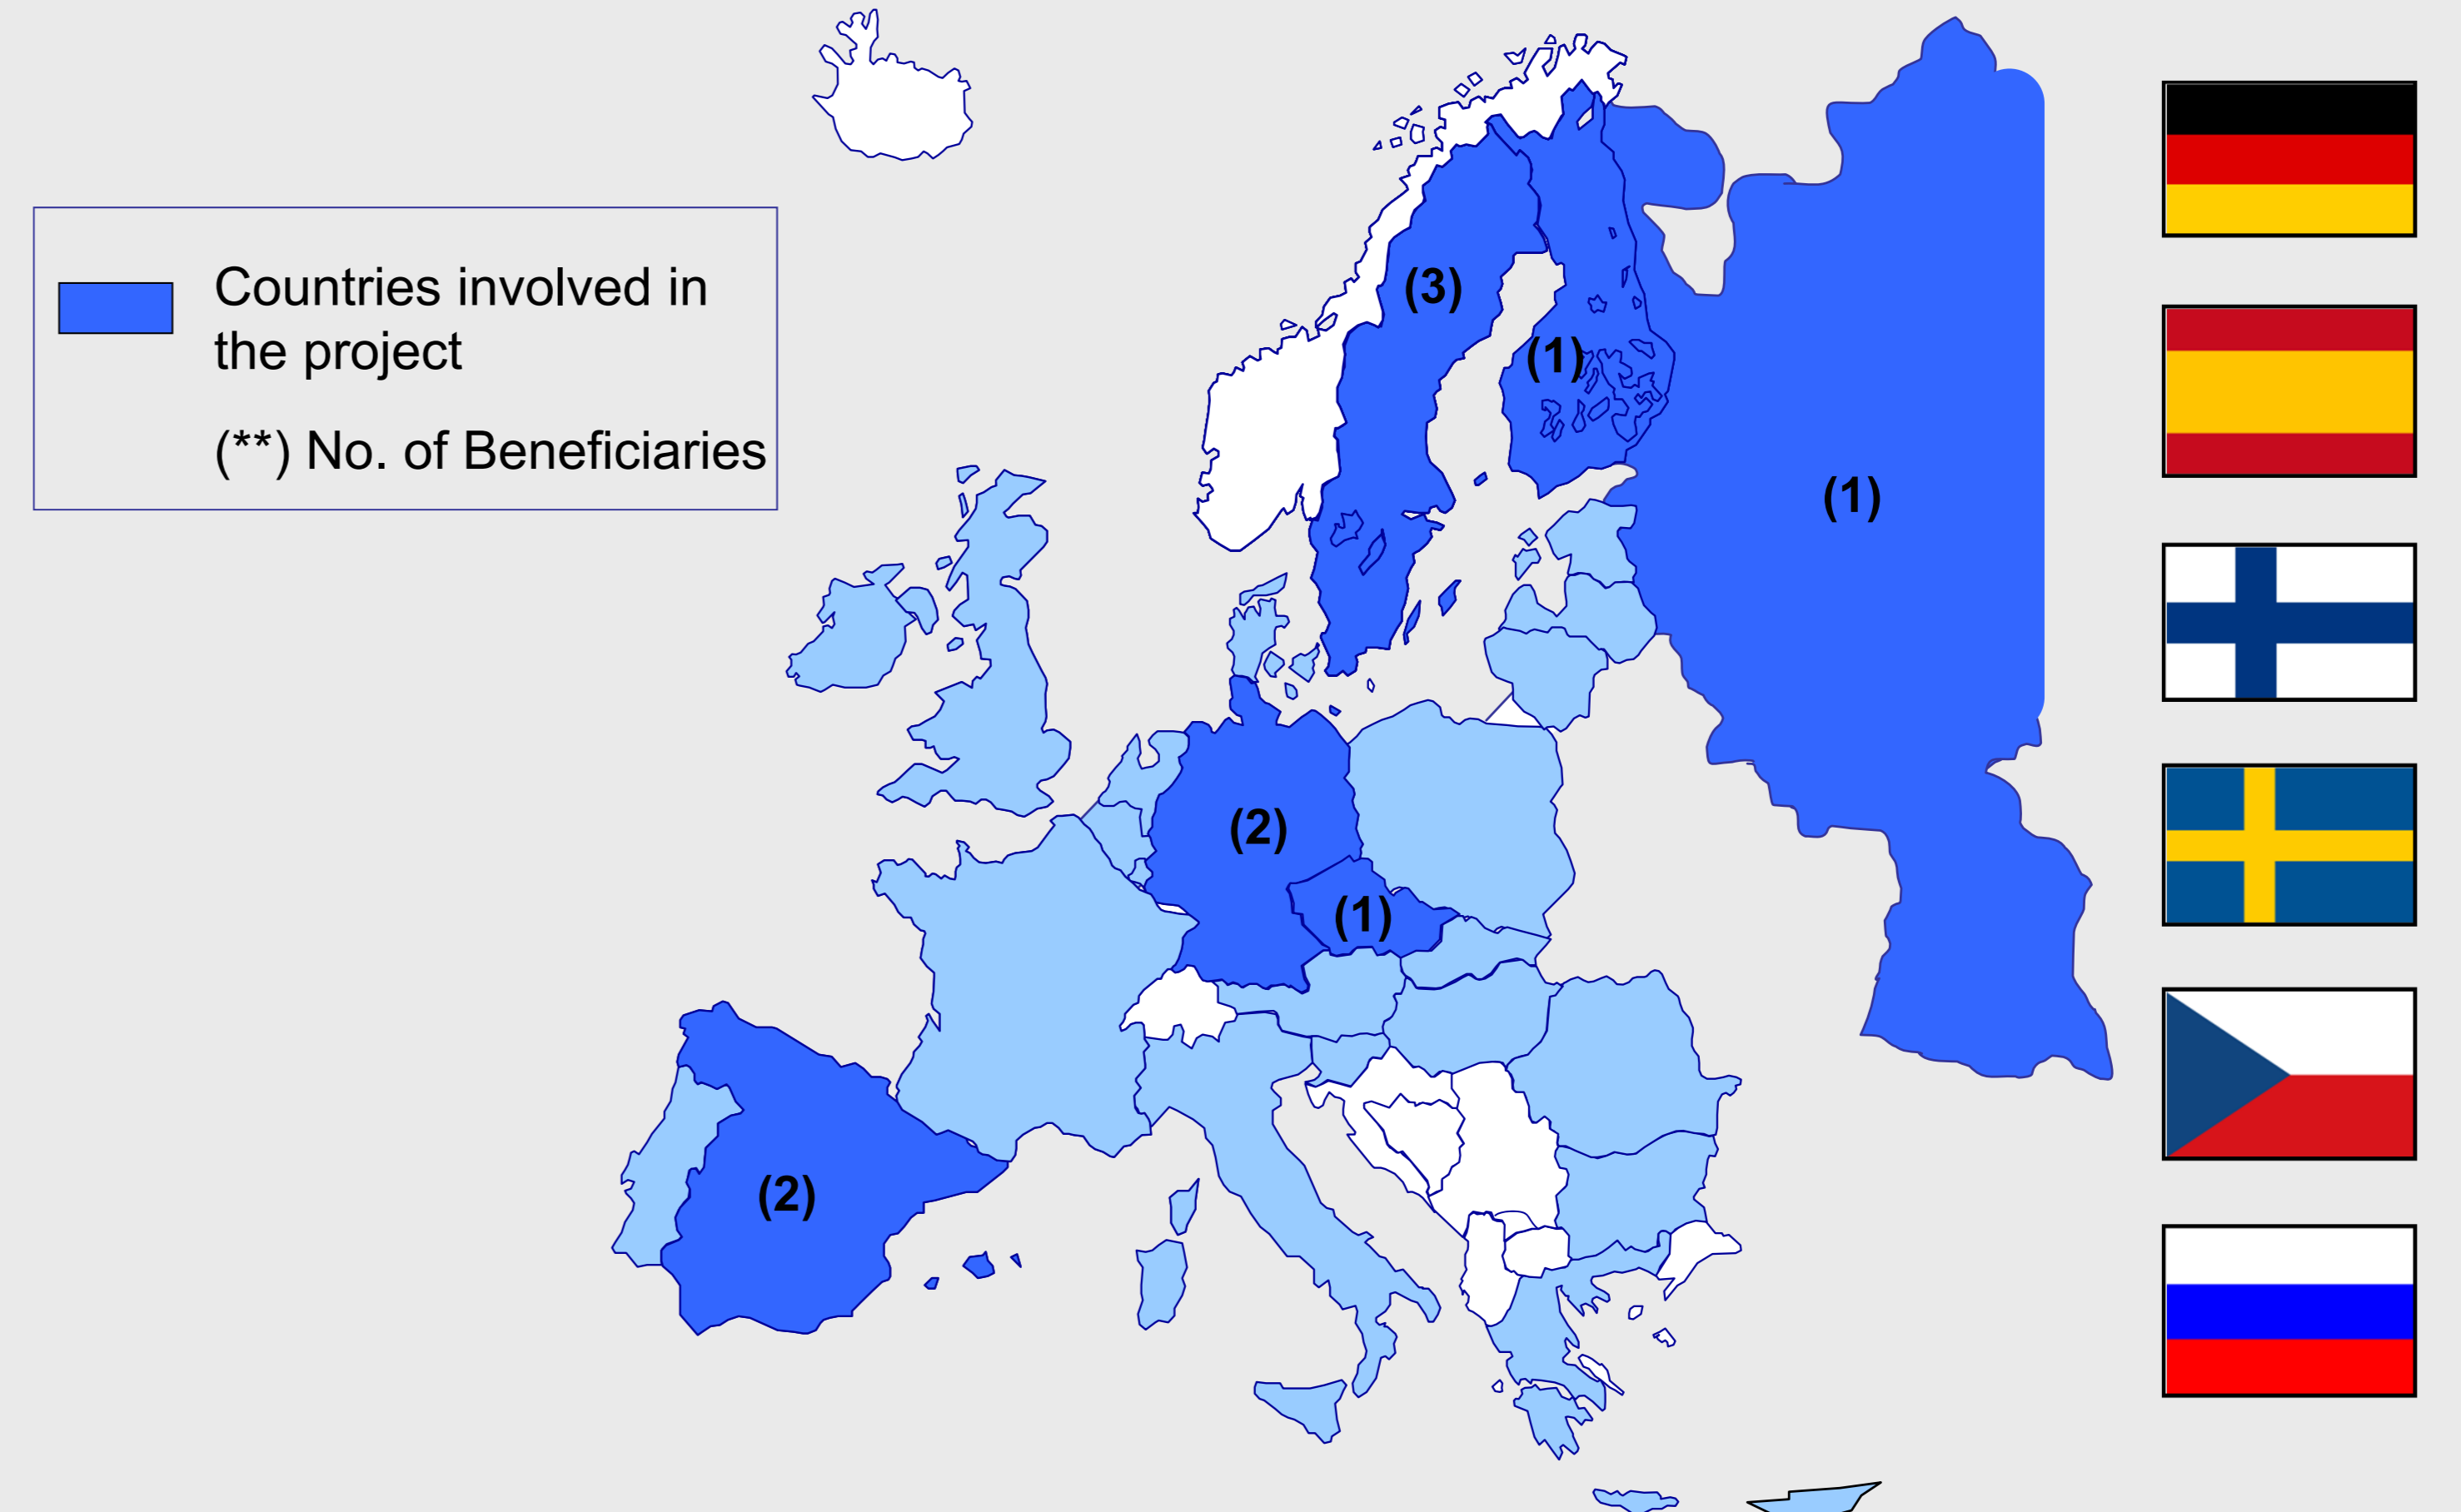 Countries involved in
the project
(**) No. of Beneficiaries
(3)
(1)
(1)
(2)
(1)
(2)